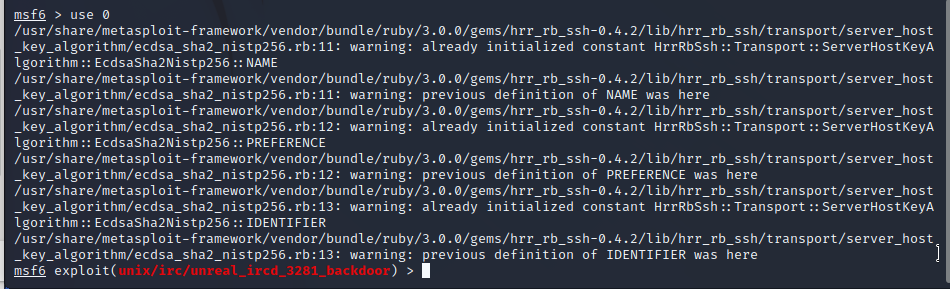 msf6 > use 0
/usr/share/metasploit-framework/vendor/bundle/ruby/3.0.0/gems/hrr_rb_ssh-0.4.2/lib/hrr_rb_ssh/transport/server_host
_key_algorithm/ecdsa_sha2_nistp256.rb:11: warning: already initialized constant HrrRbSsh::Transport::ServerHostKeyA
lgorithm::EcdsaSha2Nistp256::NAME
/usr/share/metasploit-framework/vendor/bundle/ruby/3.0.0/gems/hrr_rb_ssh-0.4.2/lib/hrr_rb_ssh/transport/server_host
_key_algorithm/ecdsa_sha2_nistp256.rb:11: warning: previous definition of NAME was here
/usr/share/metasploit-framework/vendor/bundle/ruby/3.0.0/gems/hrr_rb_ssh-0.4.2/lib/hrr_rb_ssh/transport/server_host
_key_algorithm/ecdsa_sha2_nistp256.rb:12: warning: already initialized constant HrrRbSsh::Transport::ServerHostKeyA
lgorithm::EcdsaSha2Nistp256::PREFERENCE
/usr/share/metasploit-framework/vendor/bundle/ruby/3.0.0/gems/hrr_rb_ssh-0.4.2/lib/hrr_rb_ssh/transport/server_host
_key_algorithm/ecdsa_sha2_nistp256.rb:12: warning: previous definition of PREFERENCE was here
/usr/share/metasploit-framework/vendor/bundle/ruby/3.0.0/gems/hrr_rb_ssh-0.4.2/lib/hrr_rb_ssh/transport/server_host
_key_algorithm/ecdsa_sha2_nistp256.rb:13: warning: already initialized constant HrrRbSsh::Transport::ServerHostKeyA
lgorithm::EcdsaSha2Nistp256::IDENTIFIER
/usr/share/metasploit-framework/vendor/bundle/ruby/3.0.0/gems/hrr_rb_ssh-0.4.2/lib/hrr_rb_ssh/transport/server_host
_key_algorithm/ecdsa_sha2_nistp256.rb:13: warning: previous definition of IDENTIFIER was here
msf6 exploit(unix/irc/unreal_ircd_3281_backdoor) >